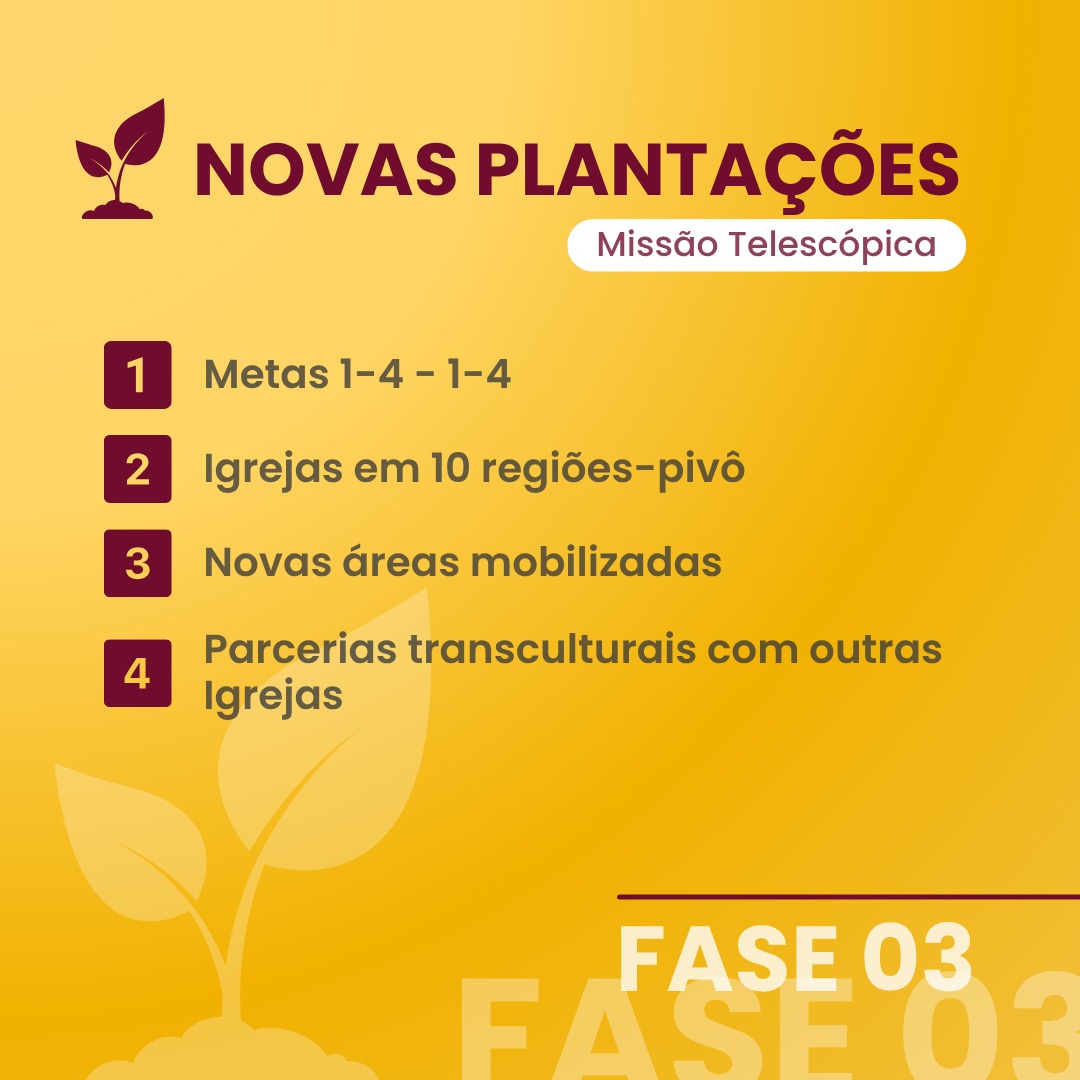 NOVAS PLANTAÇÕES
Missão Telescópica
1 Metas 1-4 - 1-4
2 Igrejas em 10 regiões-pivô
3 Novas áreas mobilizadas
4 Parcerias transculturais com outras
Igrejas
FASE 03
FASE 03